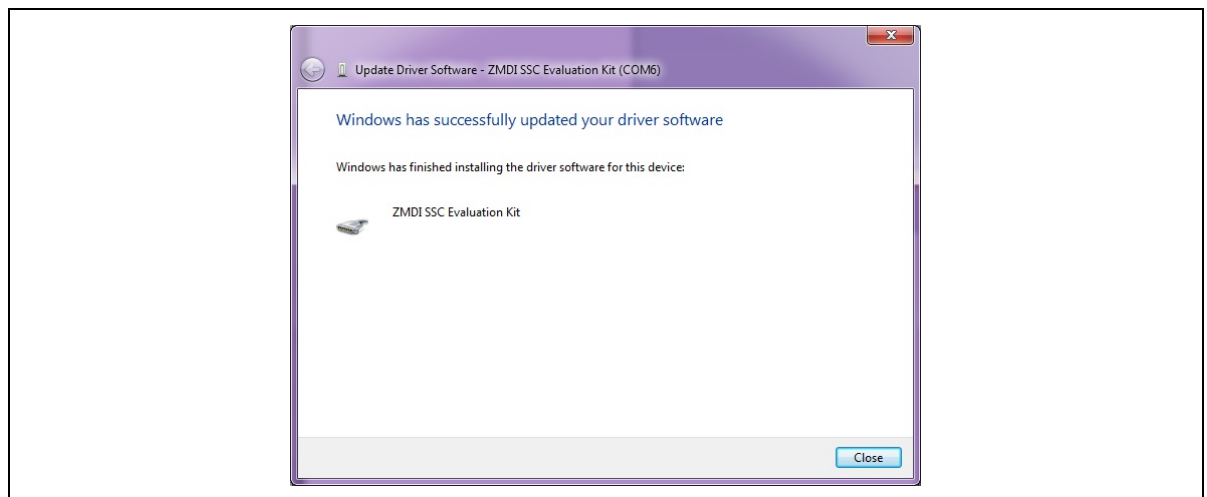 Update Driver Software - ZMDI SSC Evaluation Kit (COM6)
Windows has successfully updated your driver software
Windows has finished installing the driver software for this device:
ZMDI SSC Evaluation Kit
Close